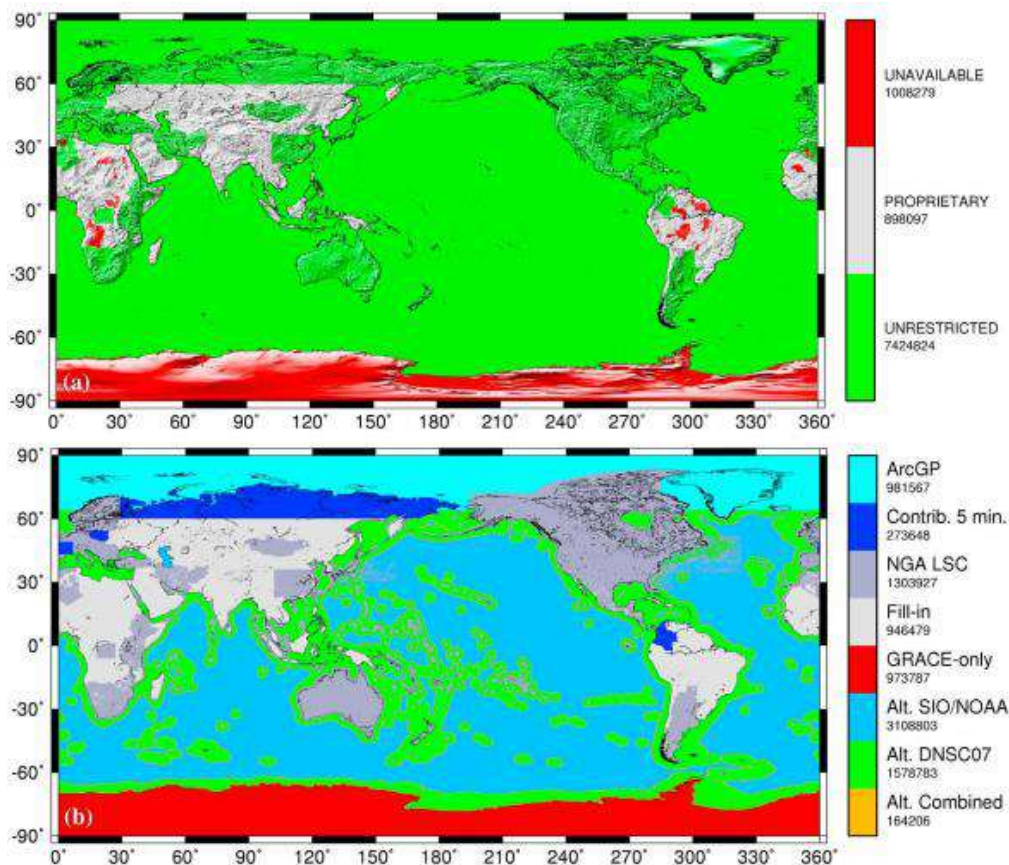 90°
60°
30°
0°
-30°
-60°
-90°
(a)
0° 30° 60° 90° 120° 150° 180° 210° 240° 270° 300° 330° 360°
UNAVAILABLE
1008279
PROPRIETARY
898097
UNRESTRICTED
7424824
90°
60°
30°
0°
-30°
-60°
-90°
(b)
0° 30° 60° 90° 120° 150° 180° 210° 240° 270° 300° 330° 360°
ArcGP
981567
Contrib. 5 min.
273648
NGA LSC
1303927
Fill-in
946479
GRACE-only
973787
Alt. SIO/NOAA
3108803
Alt. DNSC07
1578783
Alt. Combined
164206